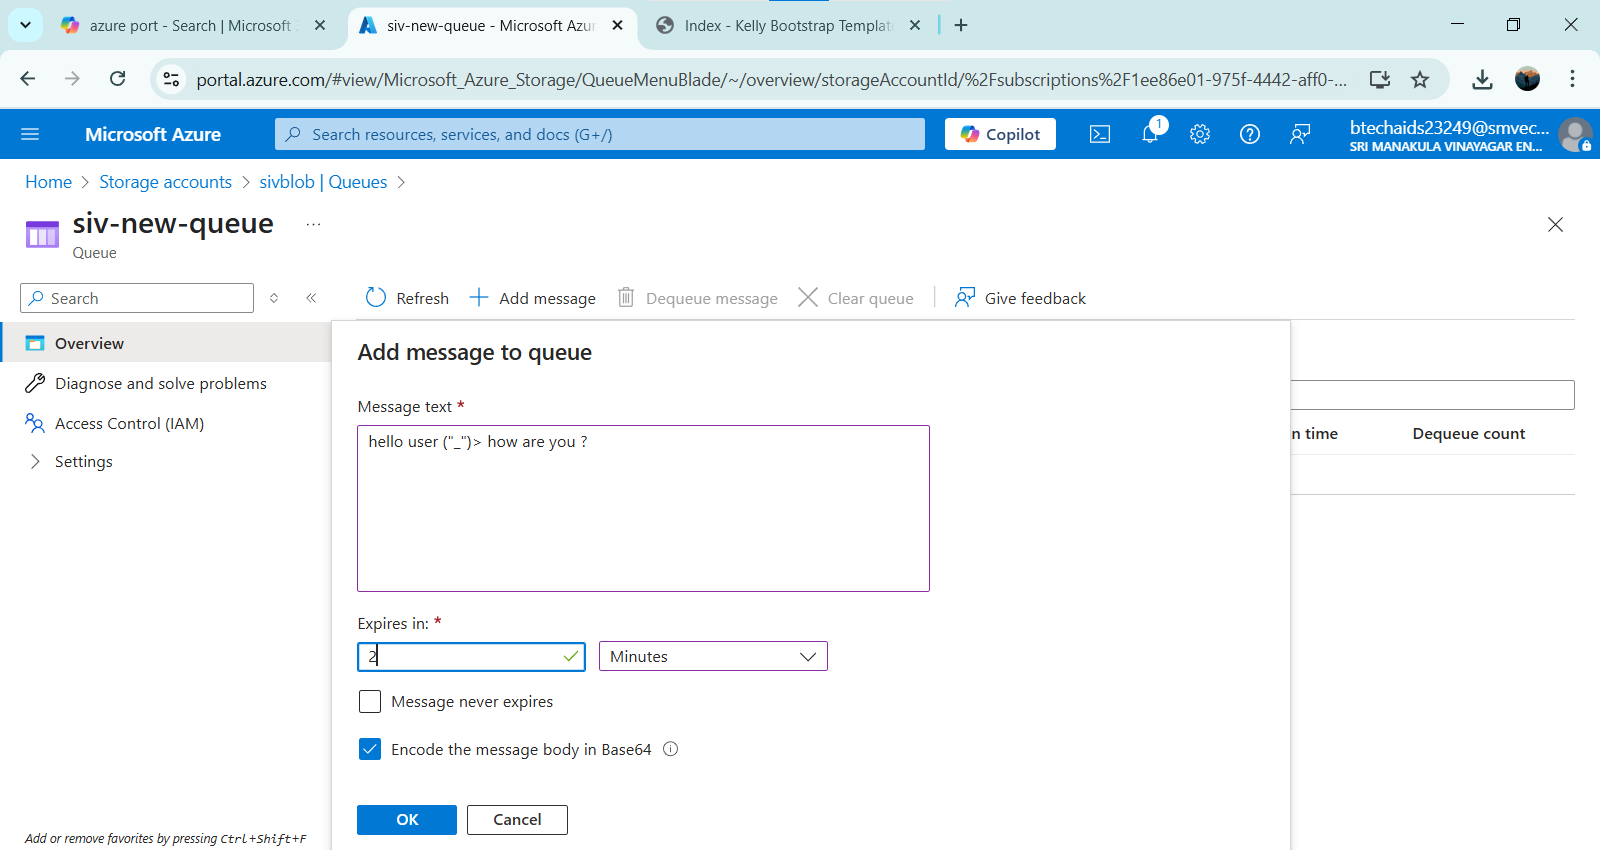 azure port - Search | Microsoft
siv-new-queue - Microsoft Azur
Index - Kelly Bootstrap Templat
portal.azure.com/#view/Microsoft_Azure_Storage/QueueMenuBlade/~/overview/storageAccountId/%2Fsubscriptions%2F1ee86e01-975f-4442-aff0-...
Microsoft Azure
Search resources, services, and docs (G+/)
Copilot
1
btechaids23249@smvec...
SRI MANAKULA VINAYAGAR EN...
Home > Storage accounts > sivblob | Queues >
siv-new-queue ...
Queue
Search
Refresh
Add message
Dequeue message
Clear queue
Give feedback
Overview
Diagnose and solve problems
Access Control (IAM)
Settings
Add message to queue
Message text *
hello user ("_")> how are you ?
n time
Dequeue count
Expires in: *
2
Minutes
Message never expires
Encode the message body in Base64
OK
Cancel
Add or remove favorites by pressing Ctrl+Shift+F